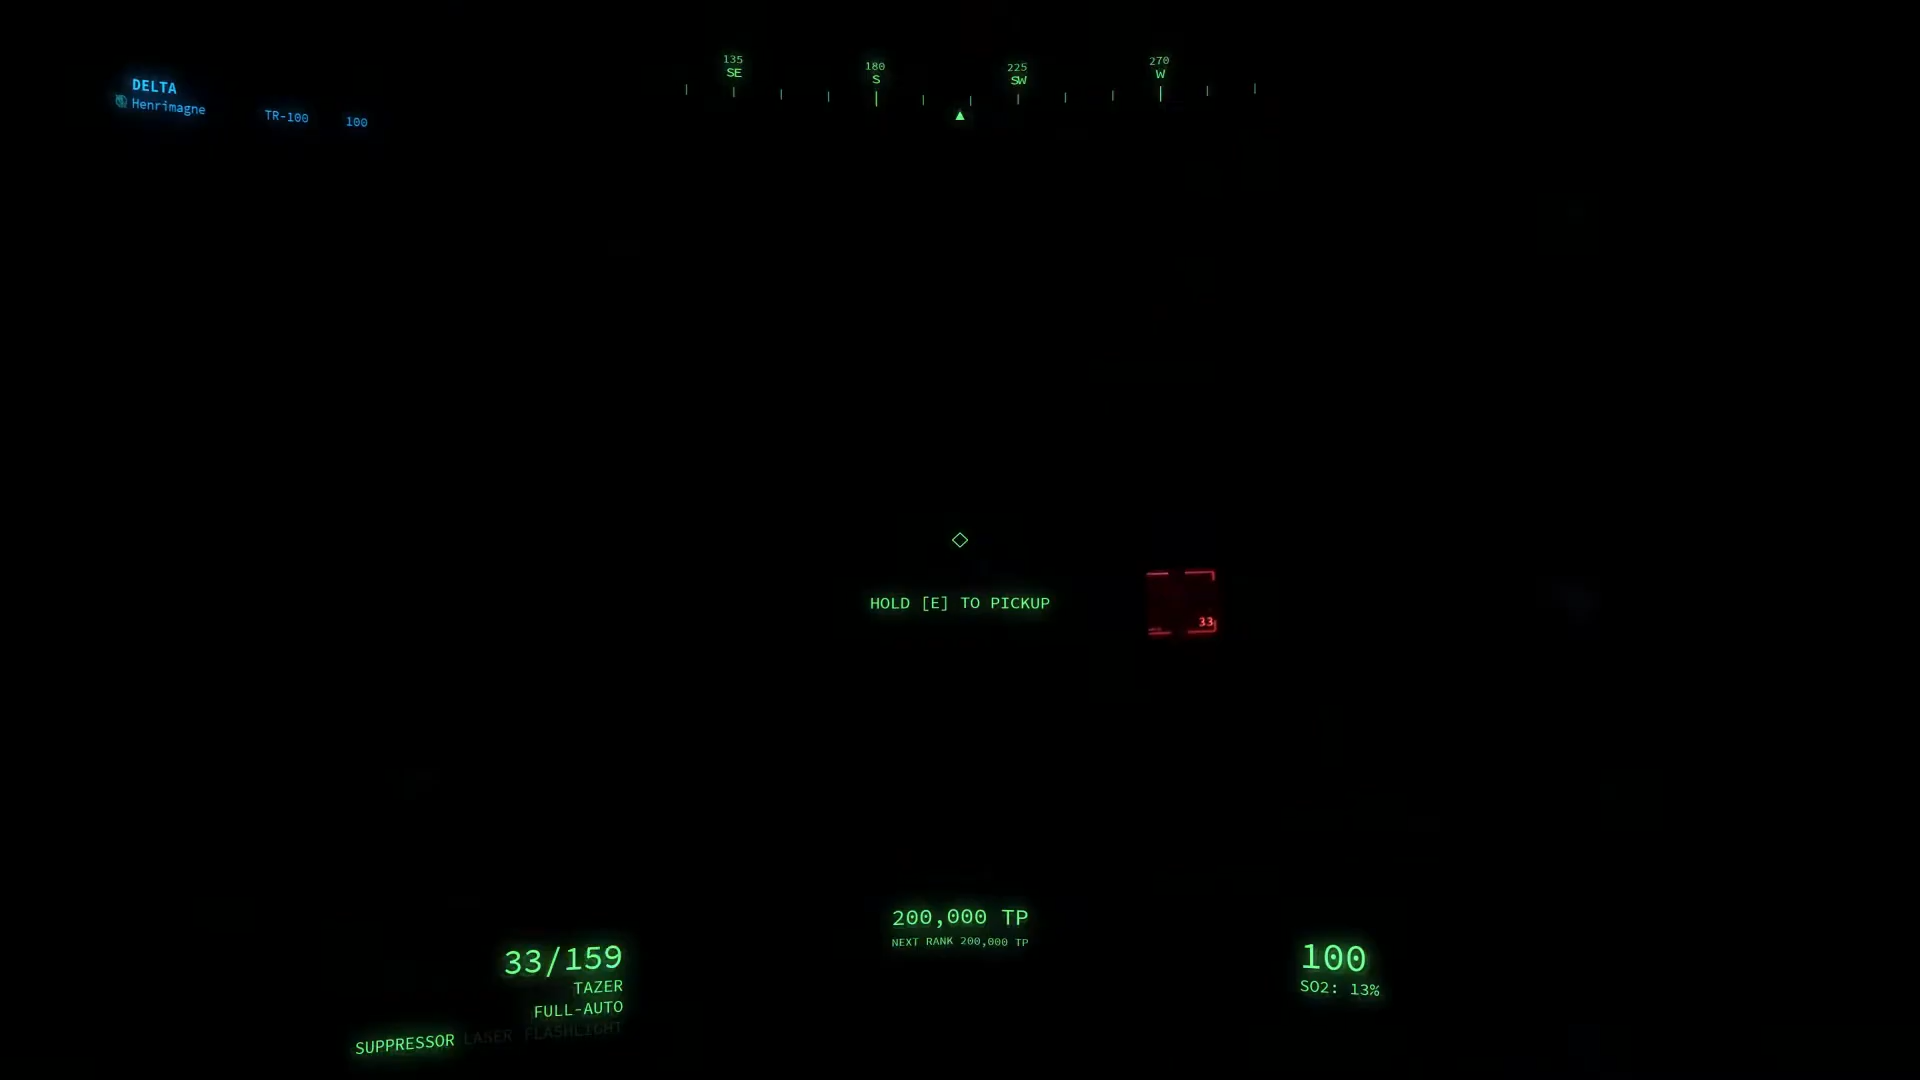 135 180 225 270
SE S SW W
DELTA
Henrimagne TR-100 100
HOLD [E] TO PICKUP
33
200,000 TP
NEXT RANK 200,000 TP
33/159
TAZER
FULL-AUTO
SUPPRESSOR LASER FLASHLIGHT
100
SO2: 13%